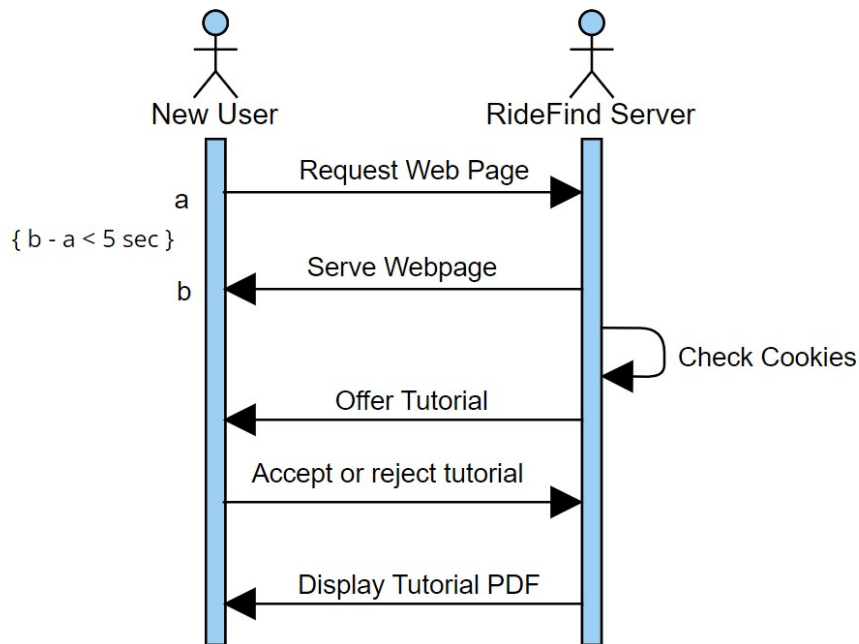 New User
RideFind Server
Request Web Page
a
{ b - a < 5 sec }
Serve Webpage
b
Check Cookies
Offer Tutorial
Accept or reject tutorial
Display Tutorial PDF